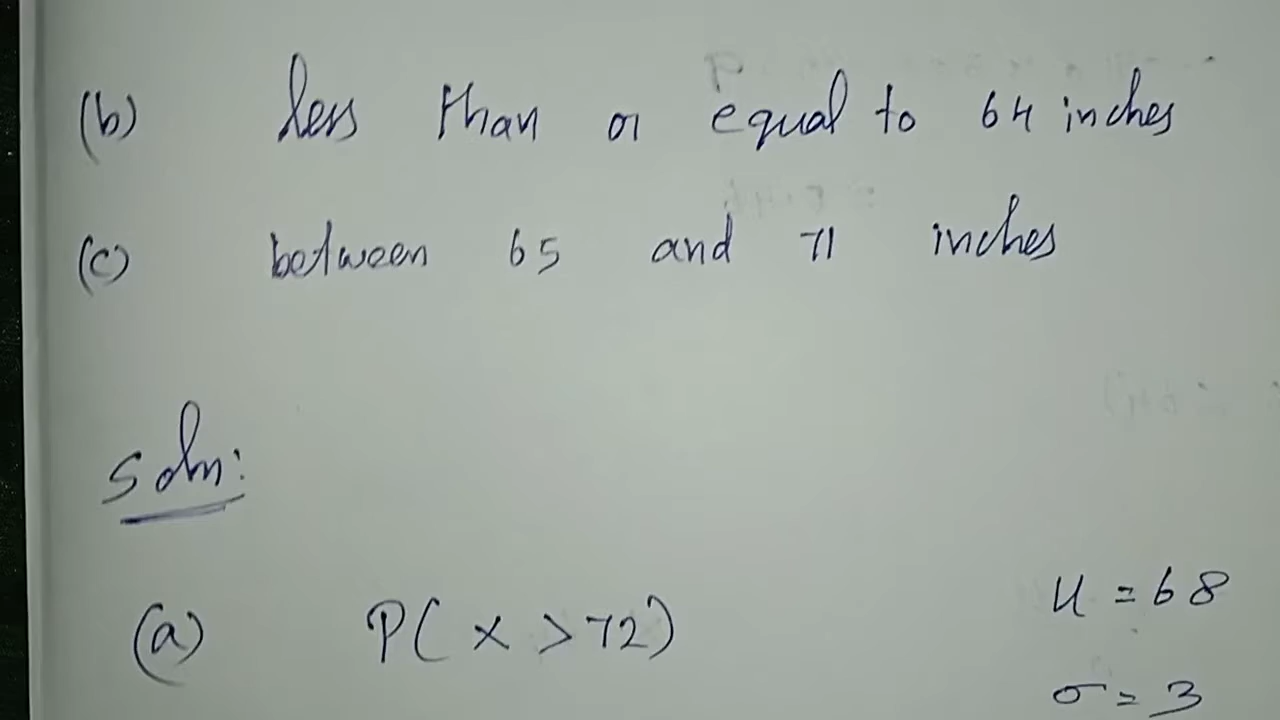 (b) less than or equal to 64 inches
(c) between 65 and 71 inches
Soln:
(a) P( x > 72)
μ = 68
σ = 3